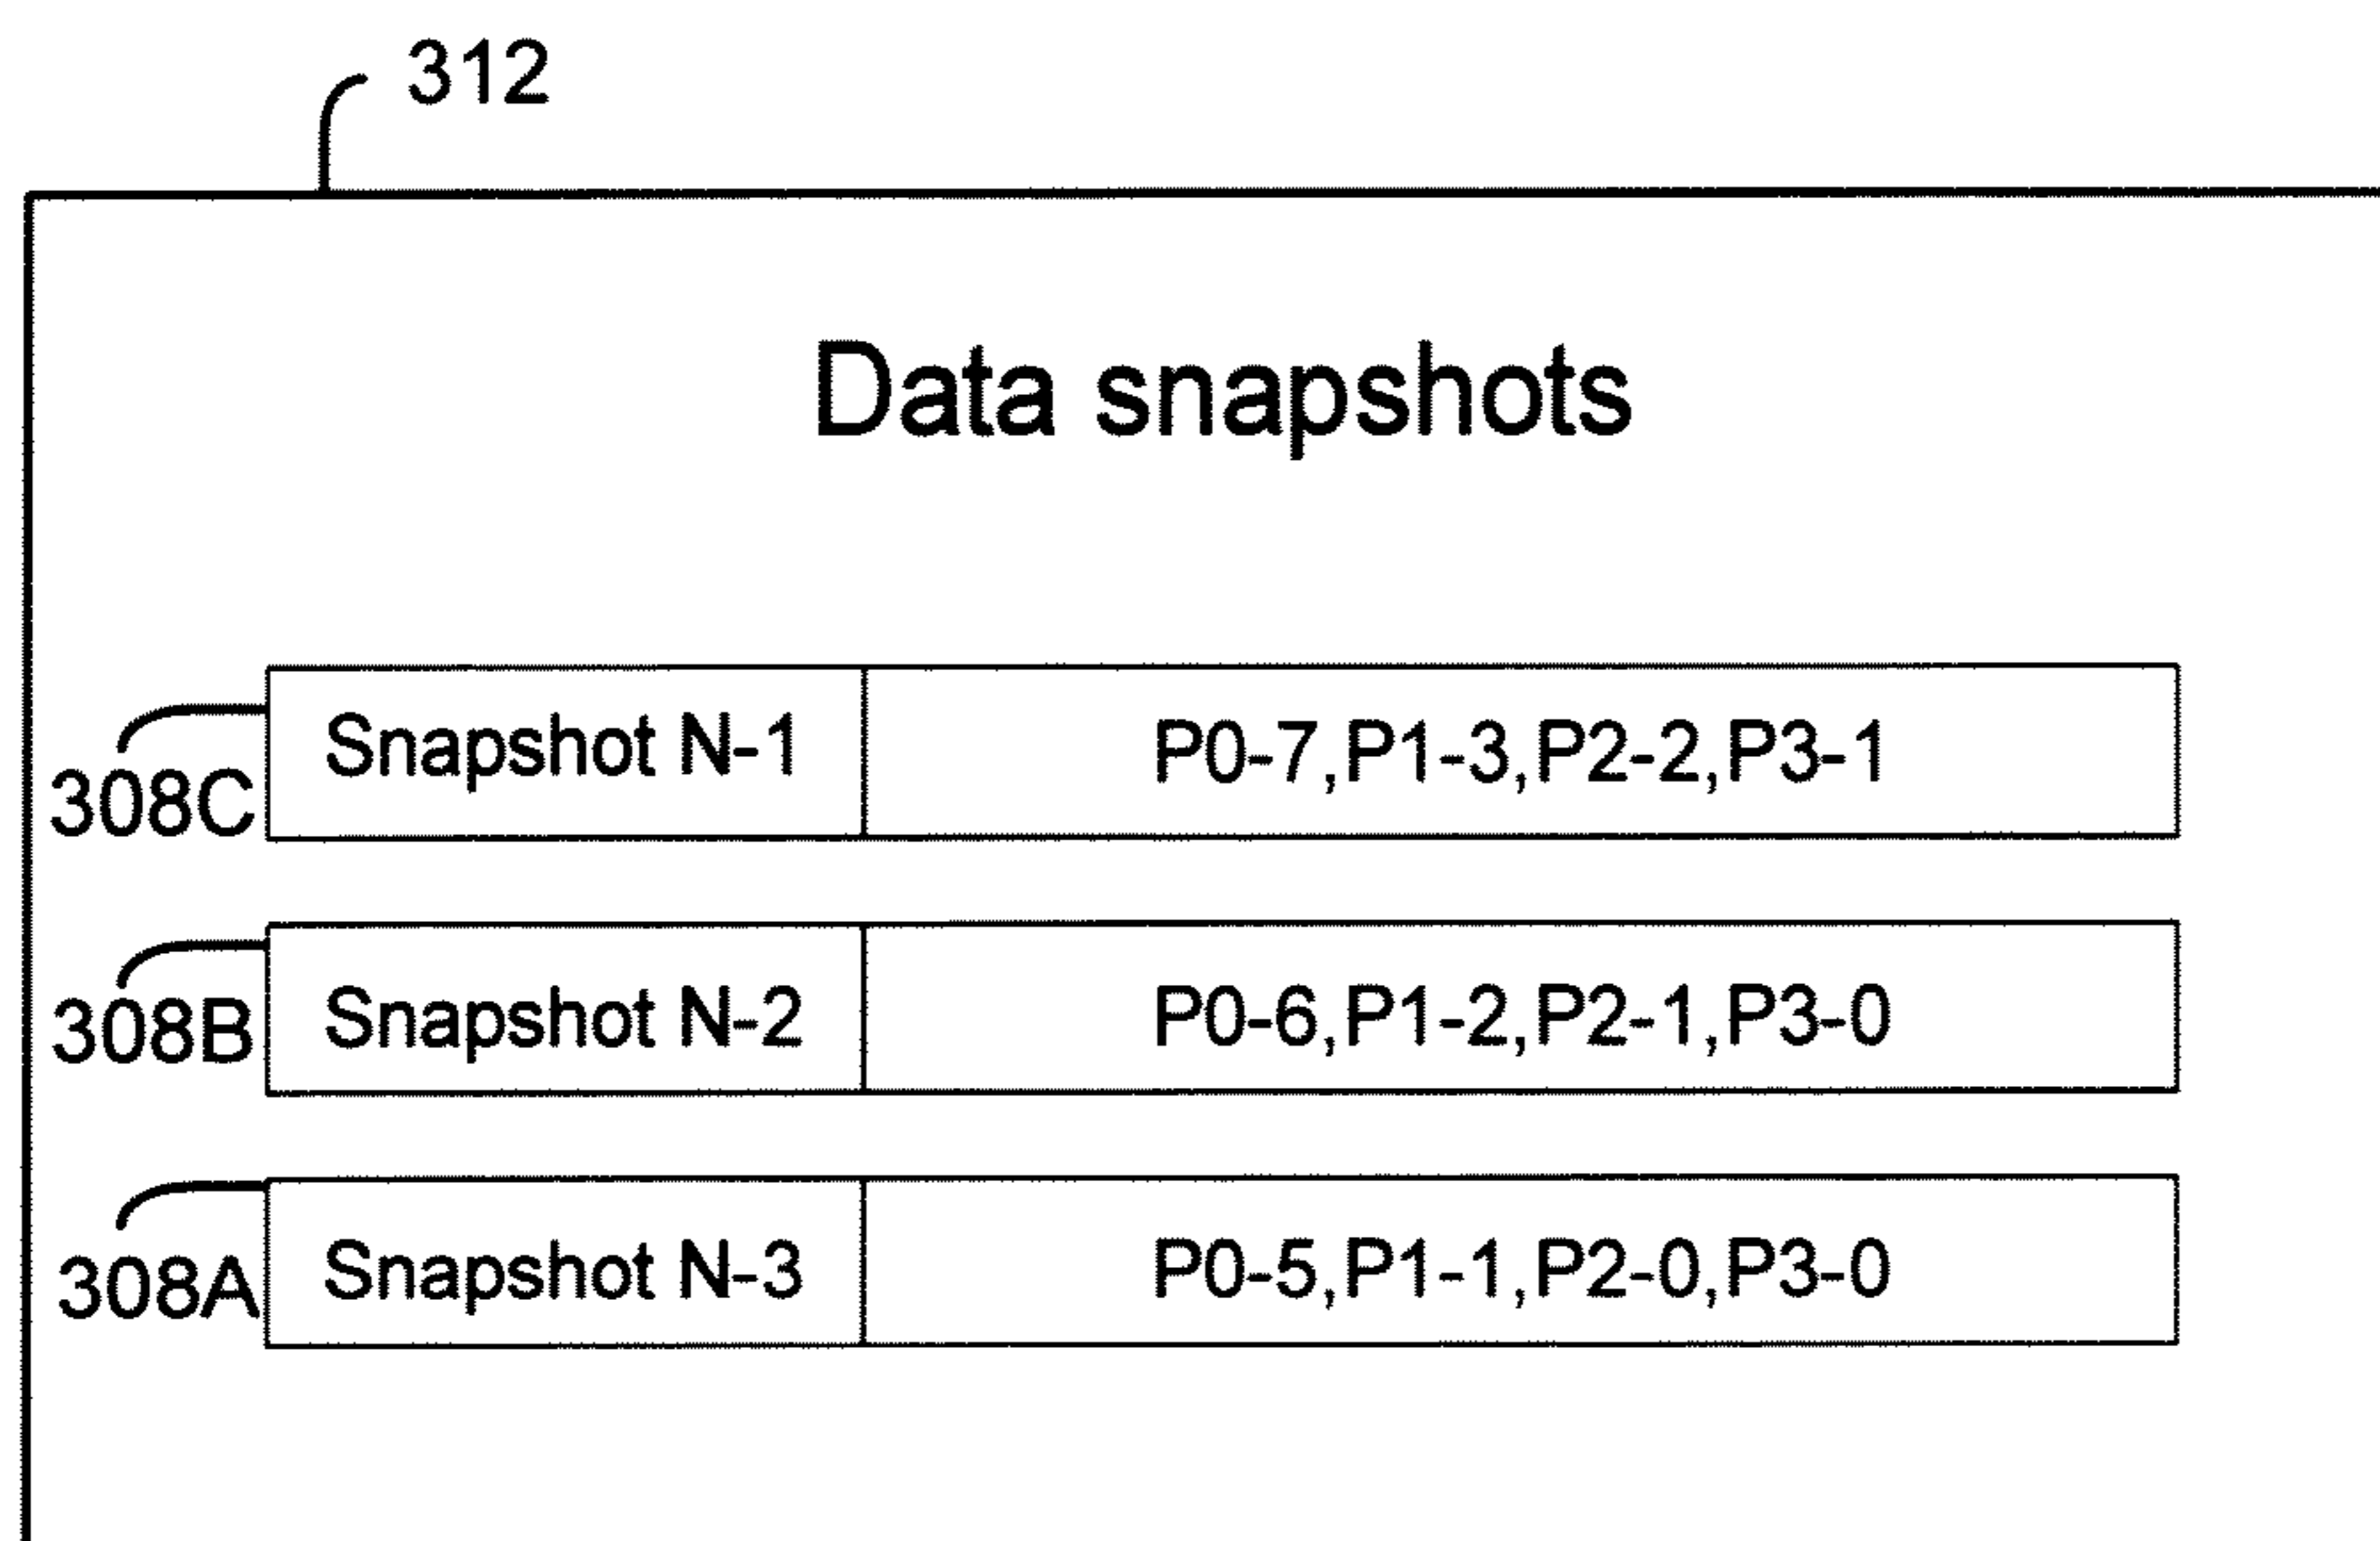 312
Data snapshots
Snapshot N-1 P0-7,P1-3,P2-2,P3-1
308C
Snapshot N-2 P0-6,P1-2,P2-1,P3-0
308B
Snapshot N-3 P0-5,P1-1,P2-0,P3-0
308A